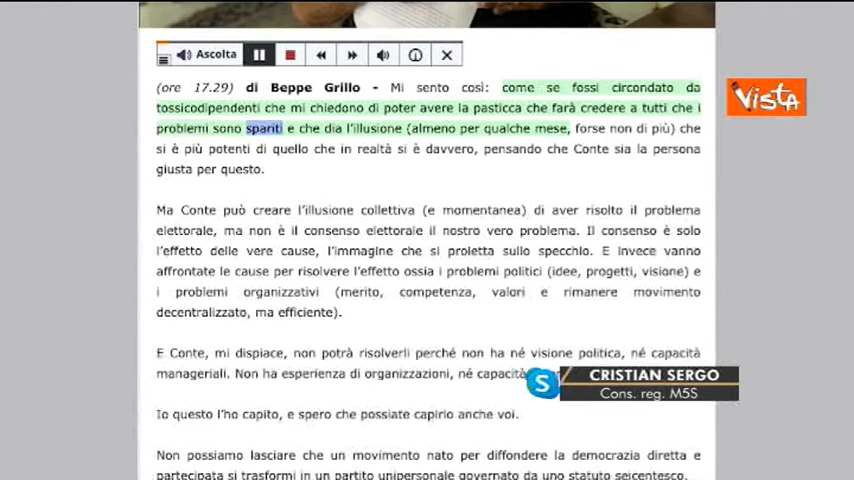 Ascolta
(ore 17.29) di Beppe Grillo - Mi sento così: come se fossi circondato da
VISTA
tossicodipendenti che mi chiedono di poter avere la pasticca che farà credere a tutti che i
problemi sono spariti e che dia l'illusione (almeno per qualche mese, forse non di più) che
si è più potenti di quello che in realtà si è davvero, pensando che Conte sia la persona
giusta per questo.
Ma Conte può creare l'illusione collettiva (e momentanea) di aver risolto il problema
elettorale, ma non è il consenso elettorale il nostro vero problema. Il consenso è solo
l'effetto delle vere cause, l'immagine che si proietta sullo specchio. E invece vanno
affrontate le cause per risolvere l'effetto ossia i problemi politici (idee, progetti, visione) e
i problemi organizzativi (merito, competenza, valori e rimanere movimento
decentralizzato, ma efficiente).
E Conte, mi dispiace, non potrà risolverli perché non ha né visione politica, né capacità
manageriali. Non ha esperienza di organizzazioni, né capacità
S CRISTIAN SERGO
Cons. reg. M5S
Io questo l'ho capito, e spero che possiate capirlo anche voi.
Non possiamo lasciare che un movimento nato per diffondere la democrazia diretta e
partecipata si trasformi in un partito unipersonale governato da uno statuto seicentesco.